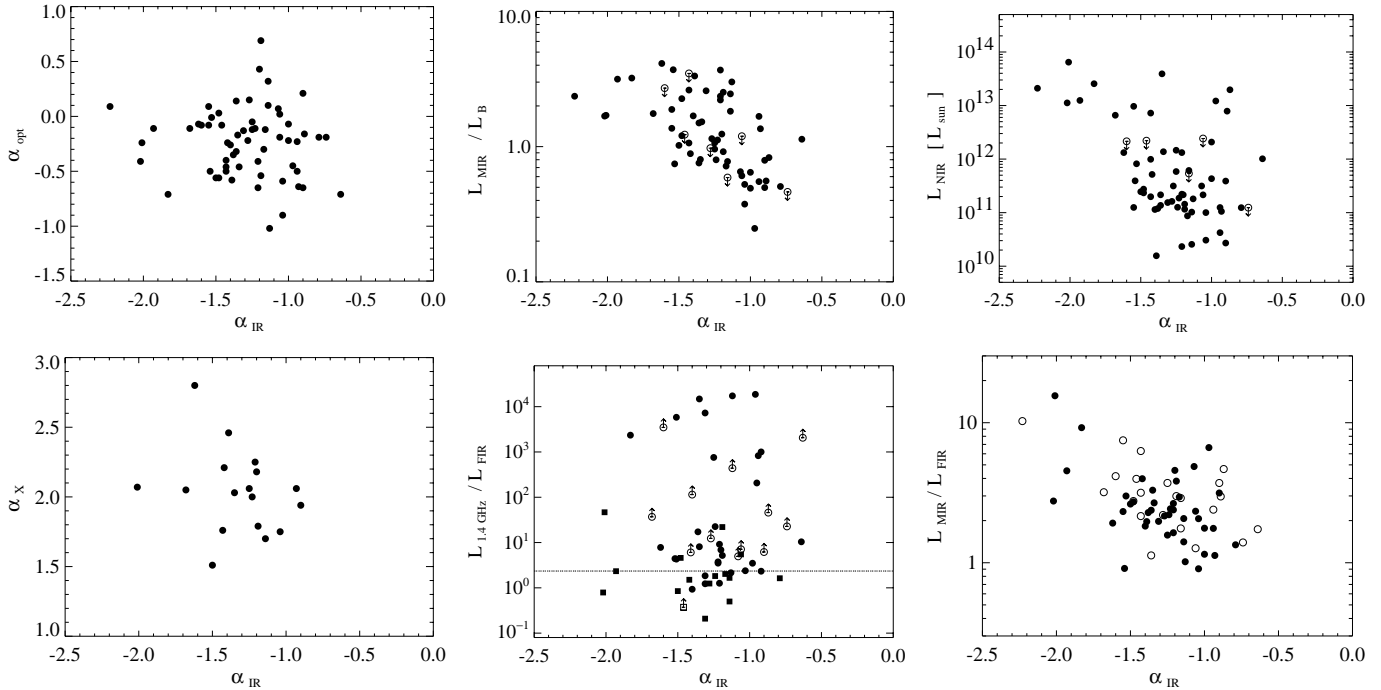 1.0
0.5
0.0
-0.5
-1.0
-1.5
α opt
-2.5 -2.0 -1.5 -1.0 -0.5 0.0
α IR
10.0
1.0
0.1
L MIR / L B
-2.5 -2.0 -1.5 -1.0 -0.5 0.0
α IR
10^14
10^13
10^12
10^11
10^10
L NIR [ L sun ]
-2.5 -2.0 -1.5 -1.0 -0.5 0.0
α IR
3.0
2.5
2.0
1.5
1.0
α X
-2.5 -2.0 -1.5 -1.0 -0.5 0.0
α IR
10^4
10^3
10^2
10^1
10^0
10^-1
L 1.4 GHz / L FIR
-2.5 -2.0 -1.5 -1.0 -0.5 0.0
α IR
10
1
L MIR / L FIR
-2.5 -2.0 -1.5 -1.0 -0.5 0.0
α IR